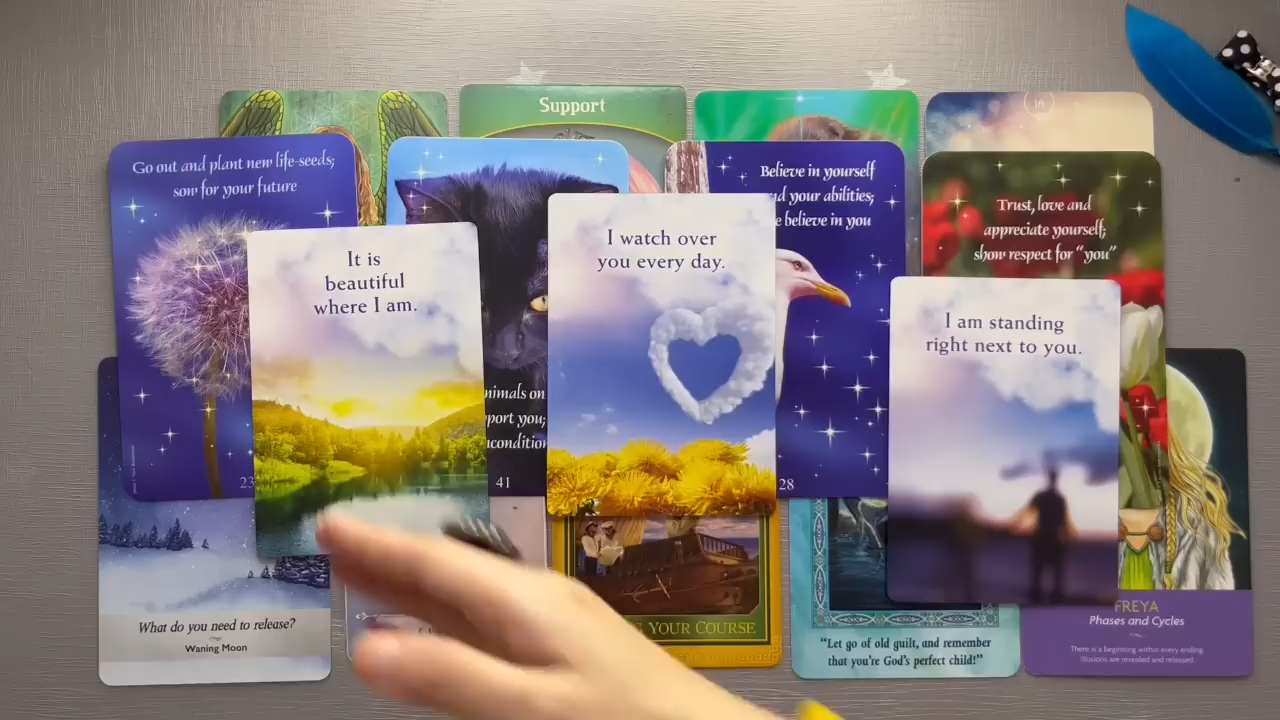 Support
16
Go out and plant new life-seeds;
sow for your future
Believe in yourself
your abilities;
believe in you
Trust, love and
appreciate yourself;
show respect for "you"
It is
beautiful
where I am.
I watch over
you every day.
I am standing
right next to you.
on
you;
23
41
28
What do you need to release?
Waning Moon
YOUR COURSE
"Let go of old guilt, and remember
that you're God's perfect child!"
FREYA
Phases and Cycles
There is a beginning within every ending.
Illusions are revealed and released.